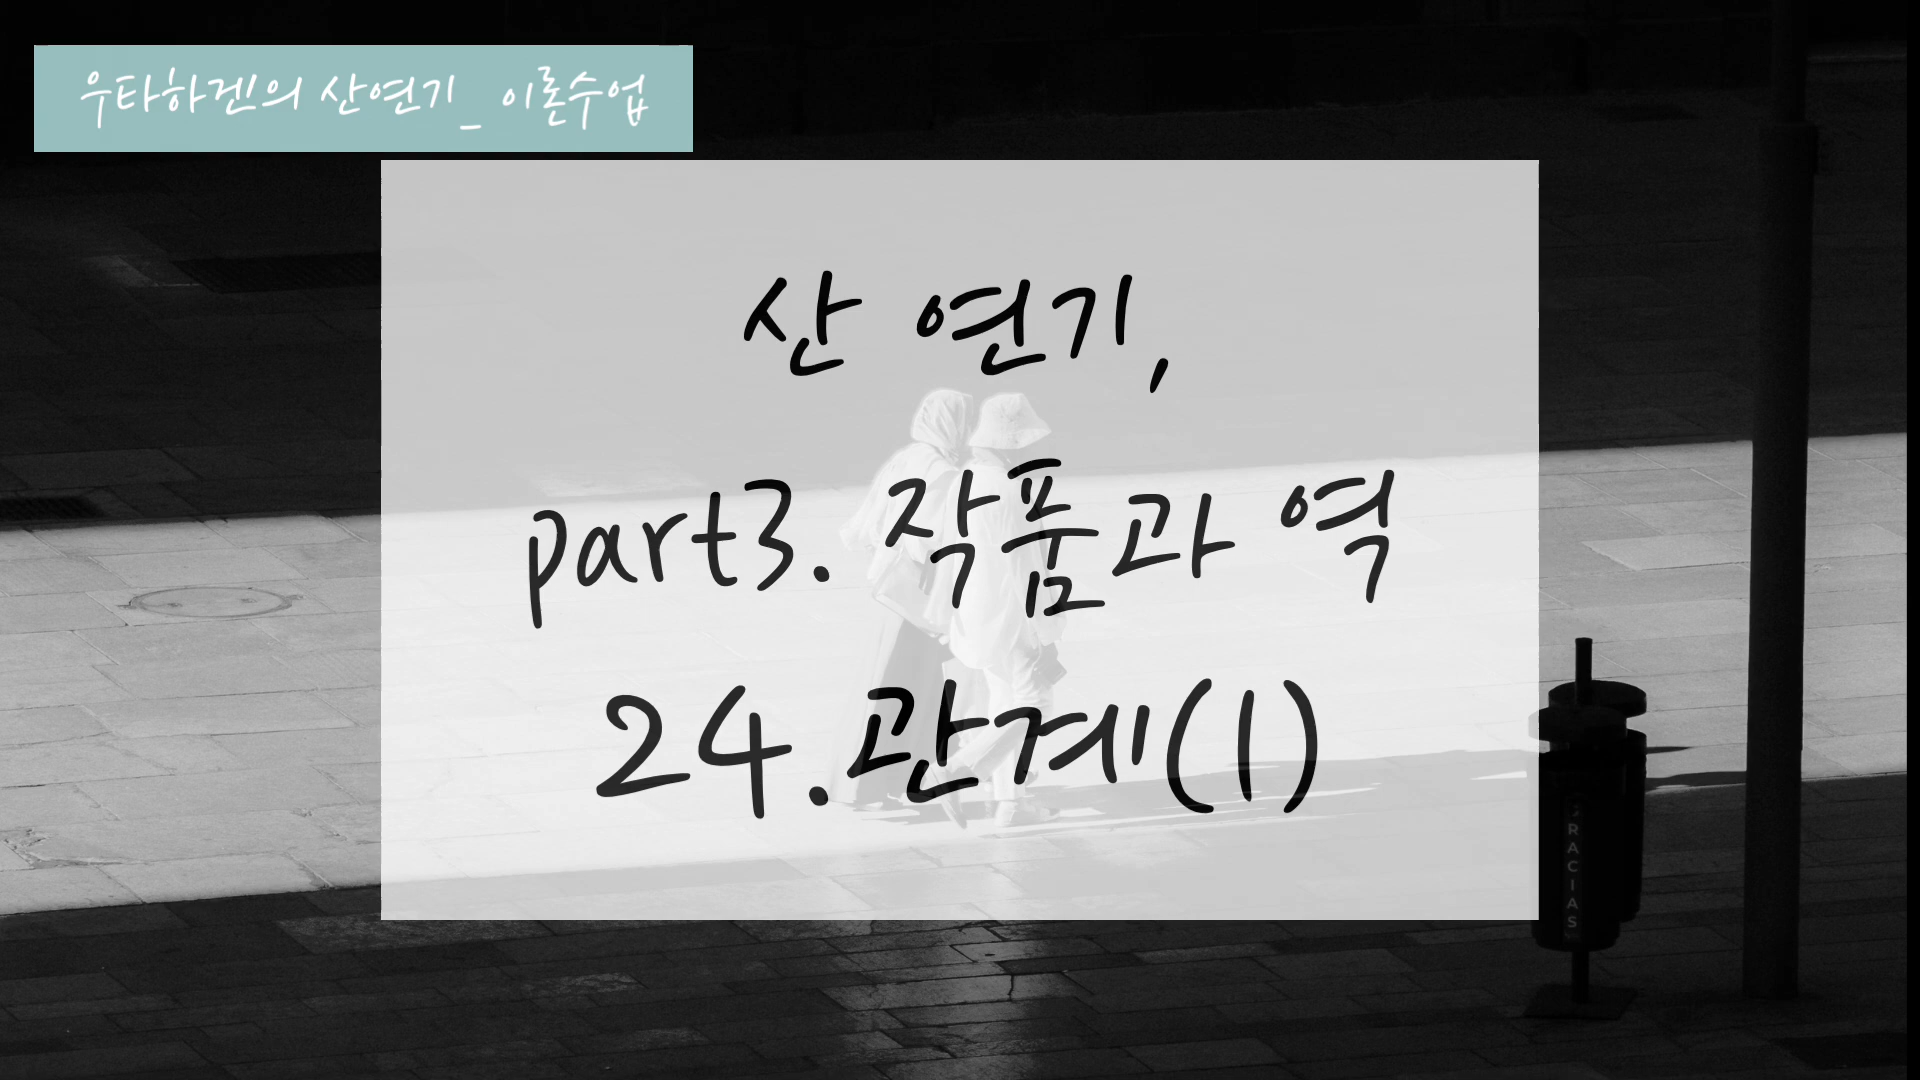 우타하겐의 산연기_이론수업
산 연기,
part3. 작품과 역
24. 관계(1)
RACIAS